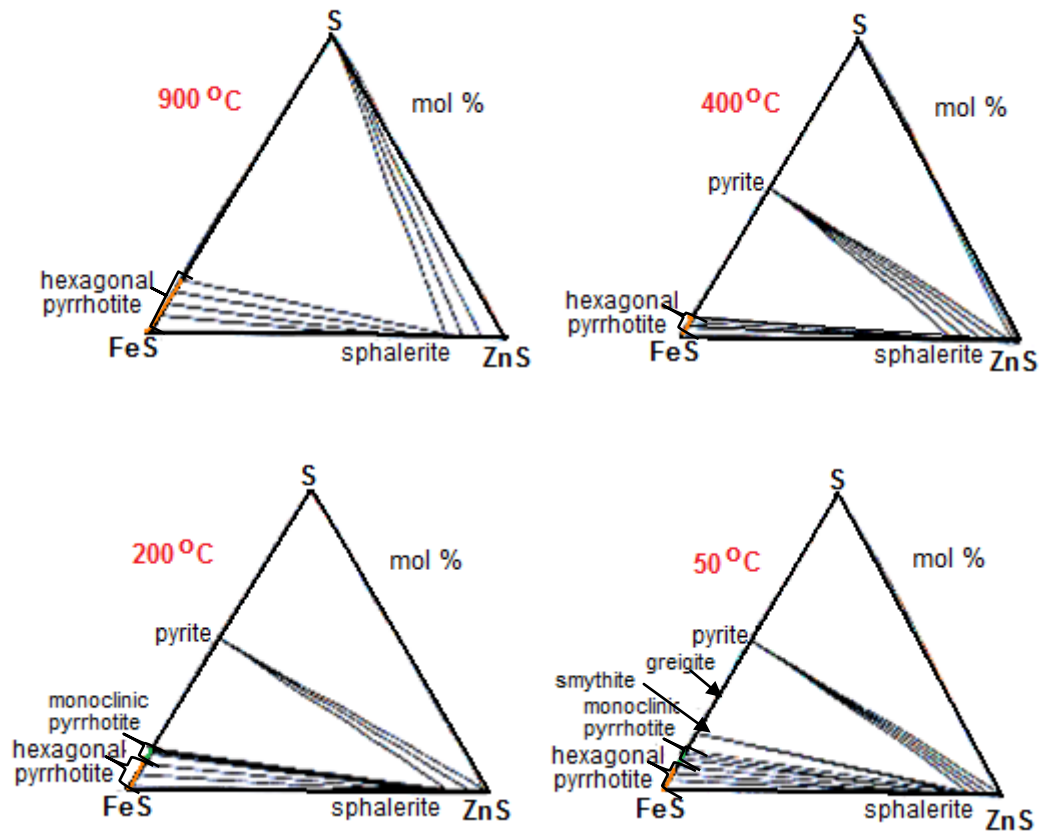 S
900 °C
mol %
hexagonal
pyrrhotite
FeS
sphalerite
ZnS
S
400°C
mol %
pyrite
hexagonal
pyrrhotite
FeS
sphalerite
ZnS
S
200 °C
mol %
pyrite
monoclinic
pyrrhotite
hexagonal
pyrrhotite
FeS
sphalerite
ZnS
S
50 °C
mol %
pyrite
greigite
smythite
monoclinic
pyrrhotite
hexagonal
pyrrhotite
FeS
sphalerite
ZnS